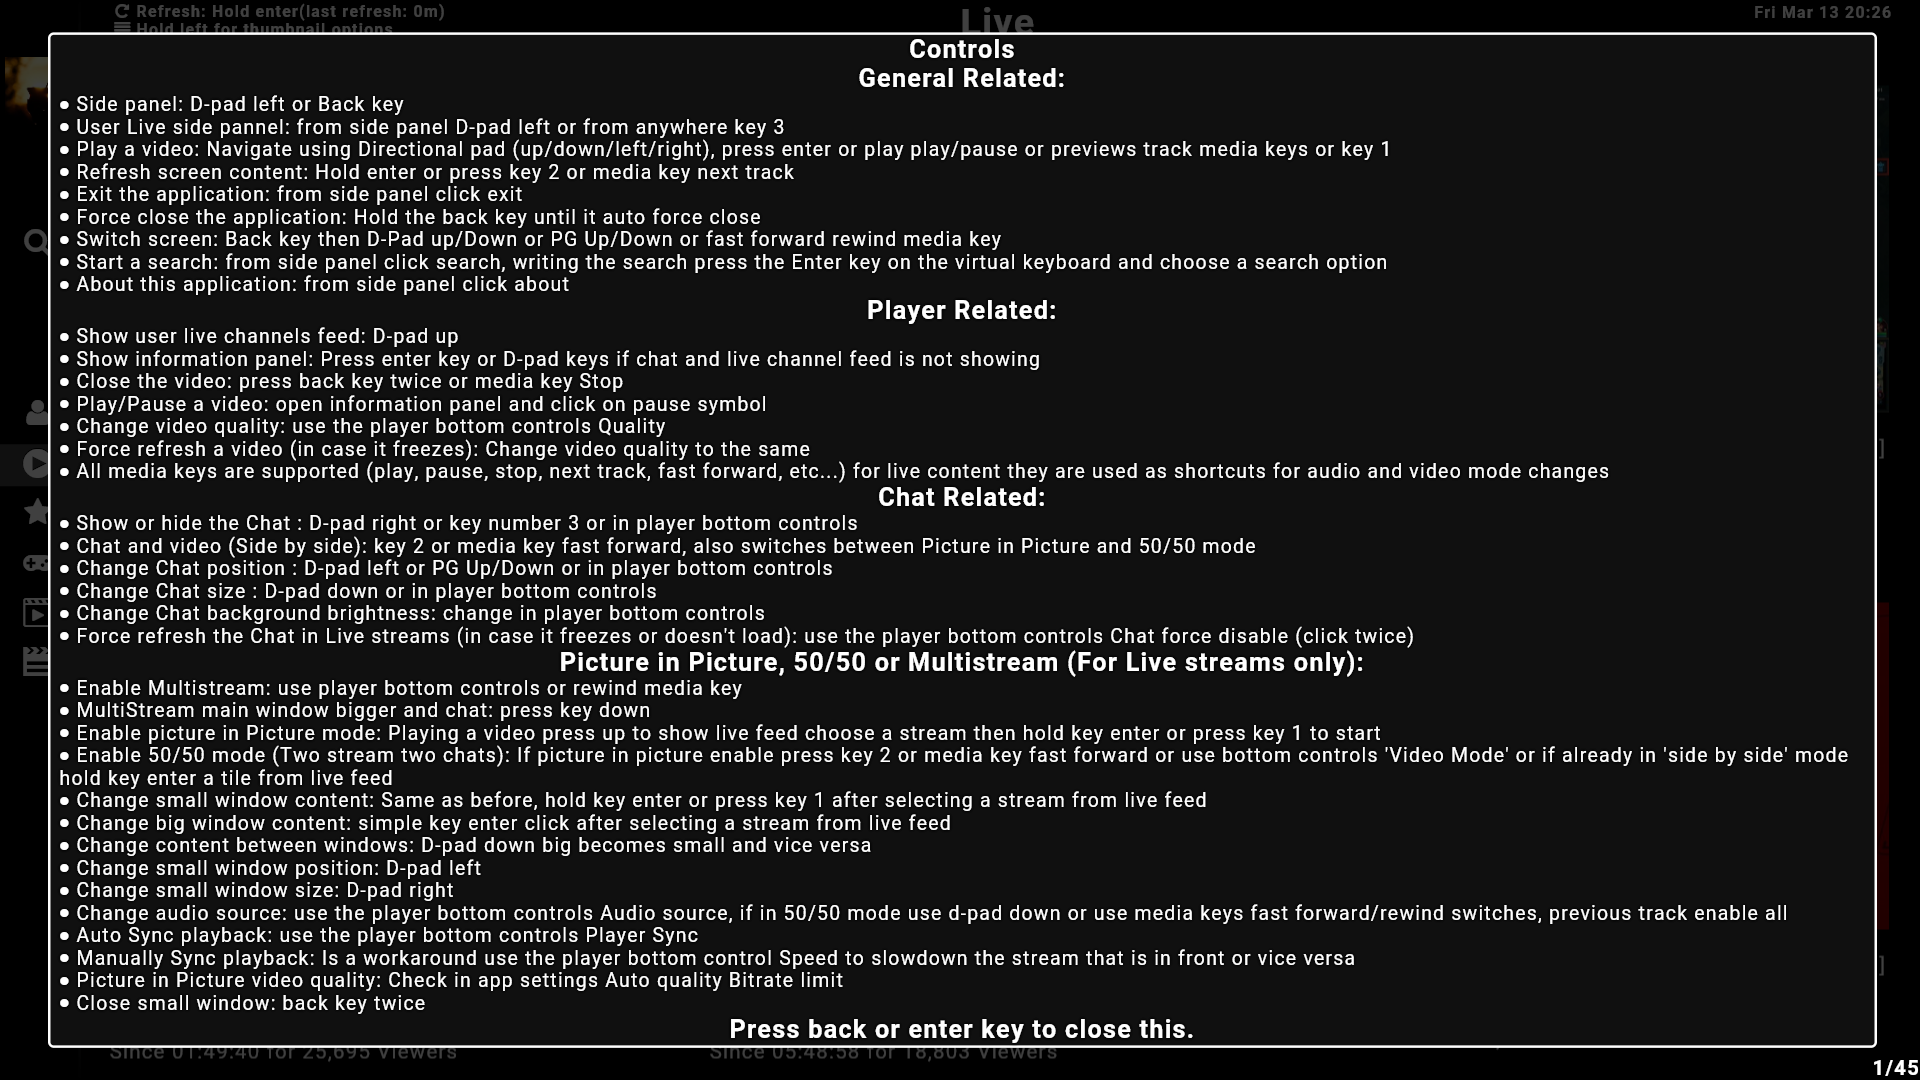 Refresh: Hold enter(last refresh: 0m)
Live
Fri Mar 13 20:26
Hold left for thumbnail options
Controls
General Related:
● Side panel: D-pad left or Back key
● User Live side pannel: from side panel D-pad left or from anywhere key 3
● Play a video: Navigate using Directional pad (up/down/left/right), press enter or play play/pause or previews track media keys or key 1
● Refresh screen content: Hold enter or press key 2 or media key next track
● Exit the application: from side panel click exit
● Force close the application: Hold the back key until it auto force close
● Switch screen: Back key then D-Pad up/Down or PG Up/Down or fast forward rewind media key
● Start a search: from side panel click search, writing the search press the Enter key on the virtual keyboard and choose a search option
● About this application: from side panel click about
Player Related:
● Show user live channels feed: D-pad up
● Show information panel: Press enter key or D-pad keys if chat and live channel feed is not showing
● Close the video: press back key twice or media key Stop
● Play/Pause a video: open information panel and click on pause symbol
● Change video quality: use the player bottom controls Quality
● Force refresh a video (in case it freezes): Change video quality to the same
● All media keys are supported (play, pause, stop, next track, fast forward, etc...) for live content they are used as shortcuts for audio and video mode changes
Chat Related:
● Show or hide the Chat : D-pad right or key number 3 or in player bottom controls
● Chat and video (Side by side): key 2 or media key fast forward, also switches between Picture in Picture and 50/50 mode
● Change Chat position : D-pad left or PG Up/Down or in player bottom controls
● Change Chat size : D-pad down or in player bottom controls
● Change Chat background brightness: change in player bottom controls
● Force refresh the Chat in Live streams (in case it freezes or doesn't load): use the player bottom controls Chat force disable (click twice)
Picture in Picture, 50/50 or Multistream (For Live streams only):
● Enable Multistream: use player bottom controls or rewind media key
● MultiStream main window bigger and chat: press key down
● Enable picture in Picture mode: Playing a video press up to show live feed choose a stream then hold key enter or press key 1 to start
● Enable 50/50 mode (Two stream two chats): If picture in picture enable press key 2 or media key fast forward or use bottom controls 'Video Mode' or if already in 'side by side' mode
hold key enter a tile from live feed
● Change small window content: Same as before, hold key enter or press key 1 after selecting a stream from live feed
● Change big window content: simple key enter click after selecting a stream from live feed
● Change content between windows: D-pad down big becomes small and vice versa
● Change small window position: D-pad left
● Change small window size: D-pad right
● Change audio source: use the player bottom controls Audio source, if in 50/50 mode use d-pad down or use media keys fast forward/rewind switches, previous track enable all
● Auto Sync playback: use the player bottom controls Player Sync
● Manually Sync playback: Is a workaround use the player bottom control Speed to slowdown the stream that is in front or vice versa
● Picture in Picture video quality: Check in app settings Auto quality Bitrate limit
● Close small window: back key twice
Press back or enter key to close this.
Since 01:49:40 for 25,695 Viewers
Since 05:48:58 for 18,803 Viewers
1/45